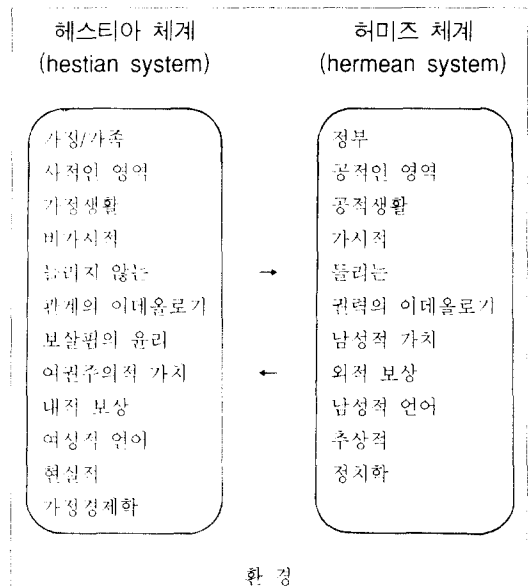 헤스티아 체계
(hestian system)
가정/가족
사적인 영역
가정생활
비가시적
들리지 않는
관계의 이데올로기
보살핌의 윤리
여권주의적 가치
내적 보상
여성적 언어
현실적
가정경제학
→
←
허미즈 체계
(hermean system)
정부
공적인 영역
공적생활
가시적
들리는
권력의 이데올로기
남성적 가치
외적 보상
남성적 언어
추상적
정치학
환 경